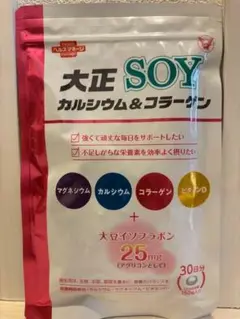 ヘルスマネージ
大正SOY
カルシウム&コラーゲン
強くて頑丈な毎日をサポートしたい
不足しがちな栄養素を効率よく摂りたい
マグネシウム
カルシウム
コラーゲン
ビタミンD
+
大豆イソフラボン
25mg
(アグリコンとして)
30日分